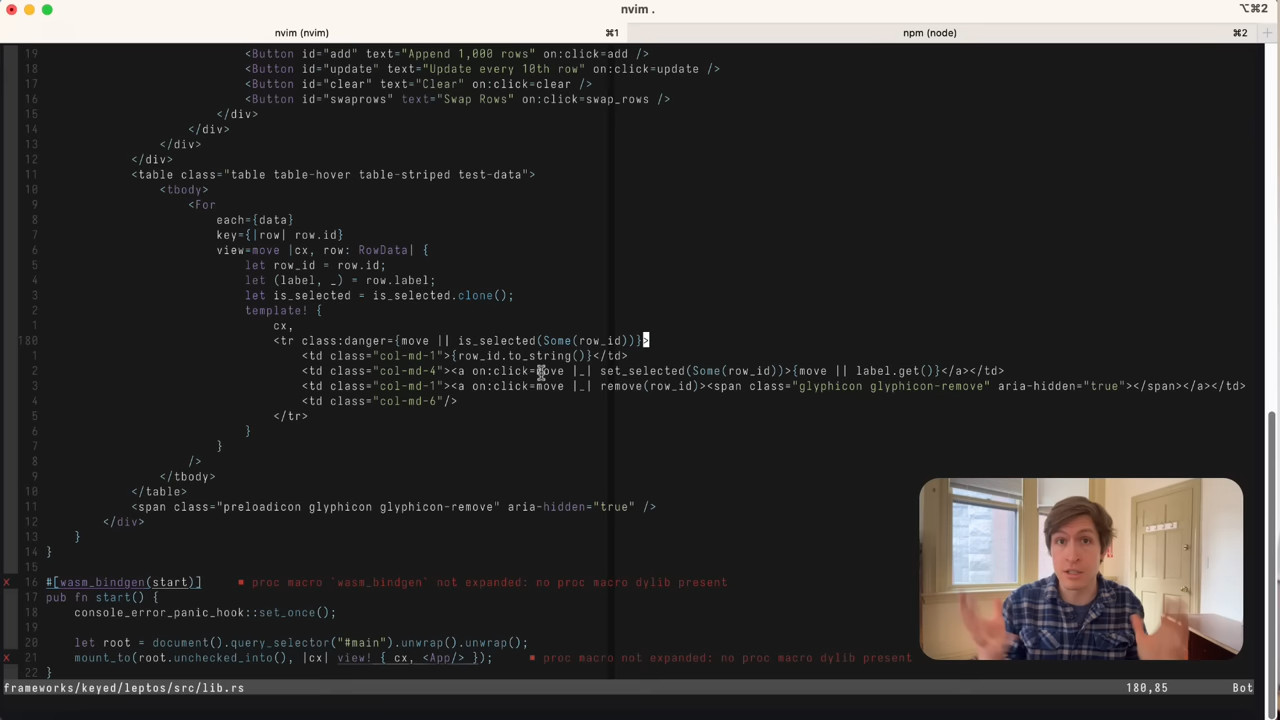 nvim .
⌥⌘2
nvim (nvim) ⌘1
npm (node) ⌘2
19 <Button id="add" text="Append 1,000 rows" on:click=add />
18 <Button id="update" text="Update every 10th row" on:click=update />
17 <Button id="clear" text="Clear" on:click=clear />
16 <Button id="swaprows" text="Swap Rows" on:click=swap_rows />
15 </div>
14 </div>
13 </div>
12 </div>
11 <table class="table table-hover table-striped test-data">
10 <tbody>
9 <For
8 each={data}
7 key={|row| row.id}
6 view=move |cx, row: RowData| {
5 let row_id = row.id;
4 let (label, _) = row.label;
3 let is_selected = is_selected.clone();
2 template! {
1 cx,
180 <tr class:danger={move || is_selected(Some(row_id))}>
1 <td class="col-md-1">{row_id.to_string()}</td>
2 <td class="col-md-4"><a on:click=move |_| set_selected(Some(row_id))>{move || label.get()}</a></td>
3 <td class="col-md-1"><a on:click=move |_| remove(row_id)><span class="glyphicon glyphicon-remove" aria-hidden="true"></span></a></td>
4 <td class="col-md-6"/>
5 </tr>
6 }
7 }
8 />
9 </tbody>
10 </table>
11 <span class="preloadicon glyphicon glyphicon-remove" aria-hidden="true" />
12 </div>
13 }
14 }
15
16 #[wasm_bindgen(start)] ■ proc macro `wasm_bindgen` not expanded: no proc macro dylib present
17 pub fn start() {
18 console_error_panic_hook::set_once();
19
20 let root = document().query_selector("#main").unwrap().unwrap();
21 mount_to(root.unchecked_into(), |cx| view! { cx, <App/> }); ■ proc macro not expanded: no proc macro dylib present
22 }
frameworks/keyed/leptos/src/lib.rs 180,85 Bot